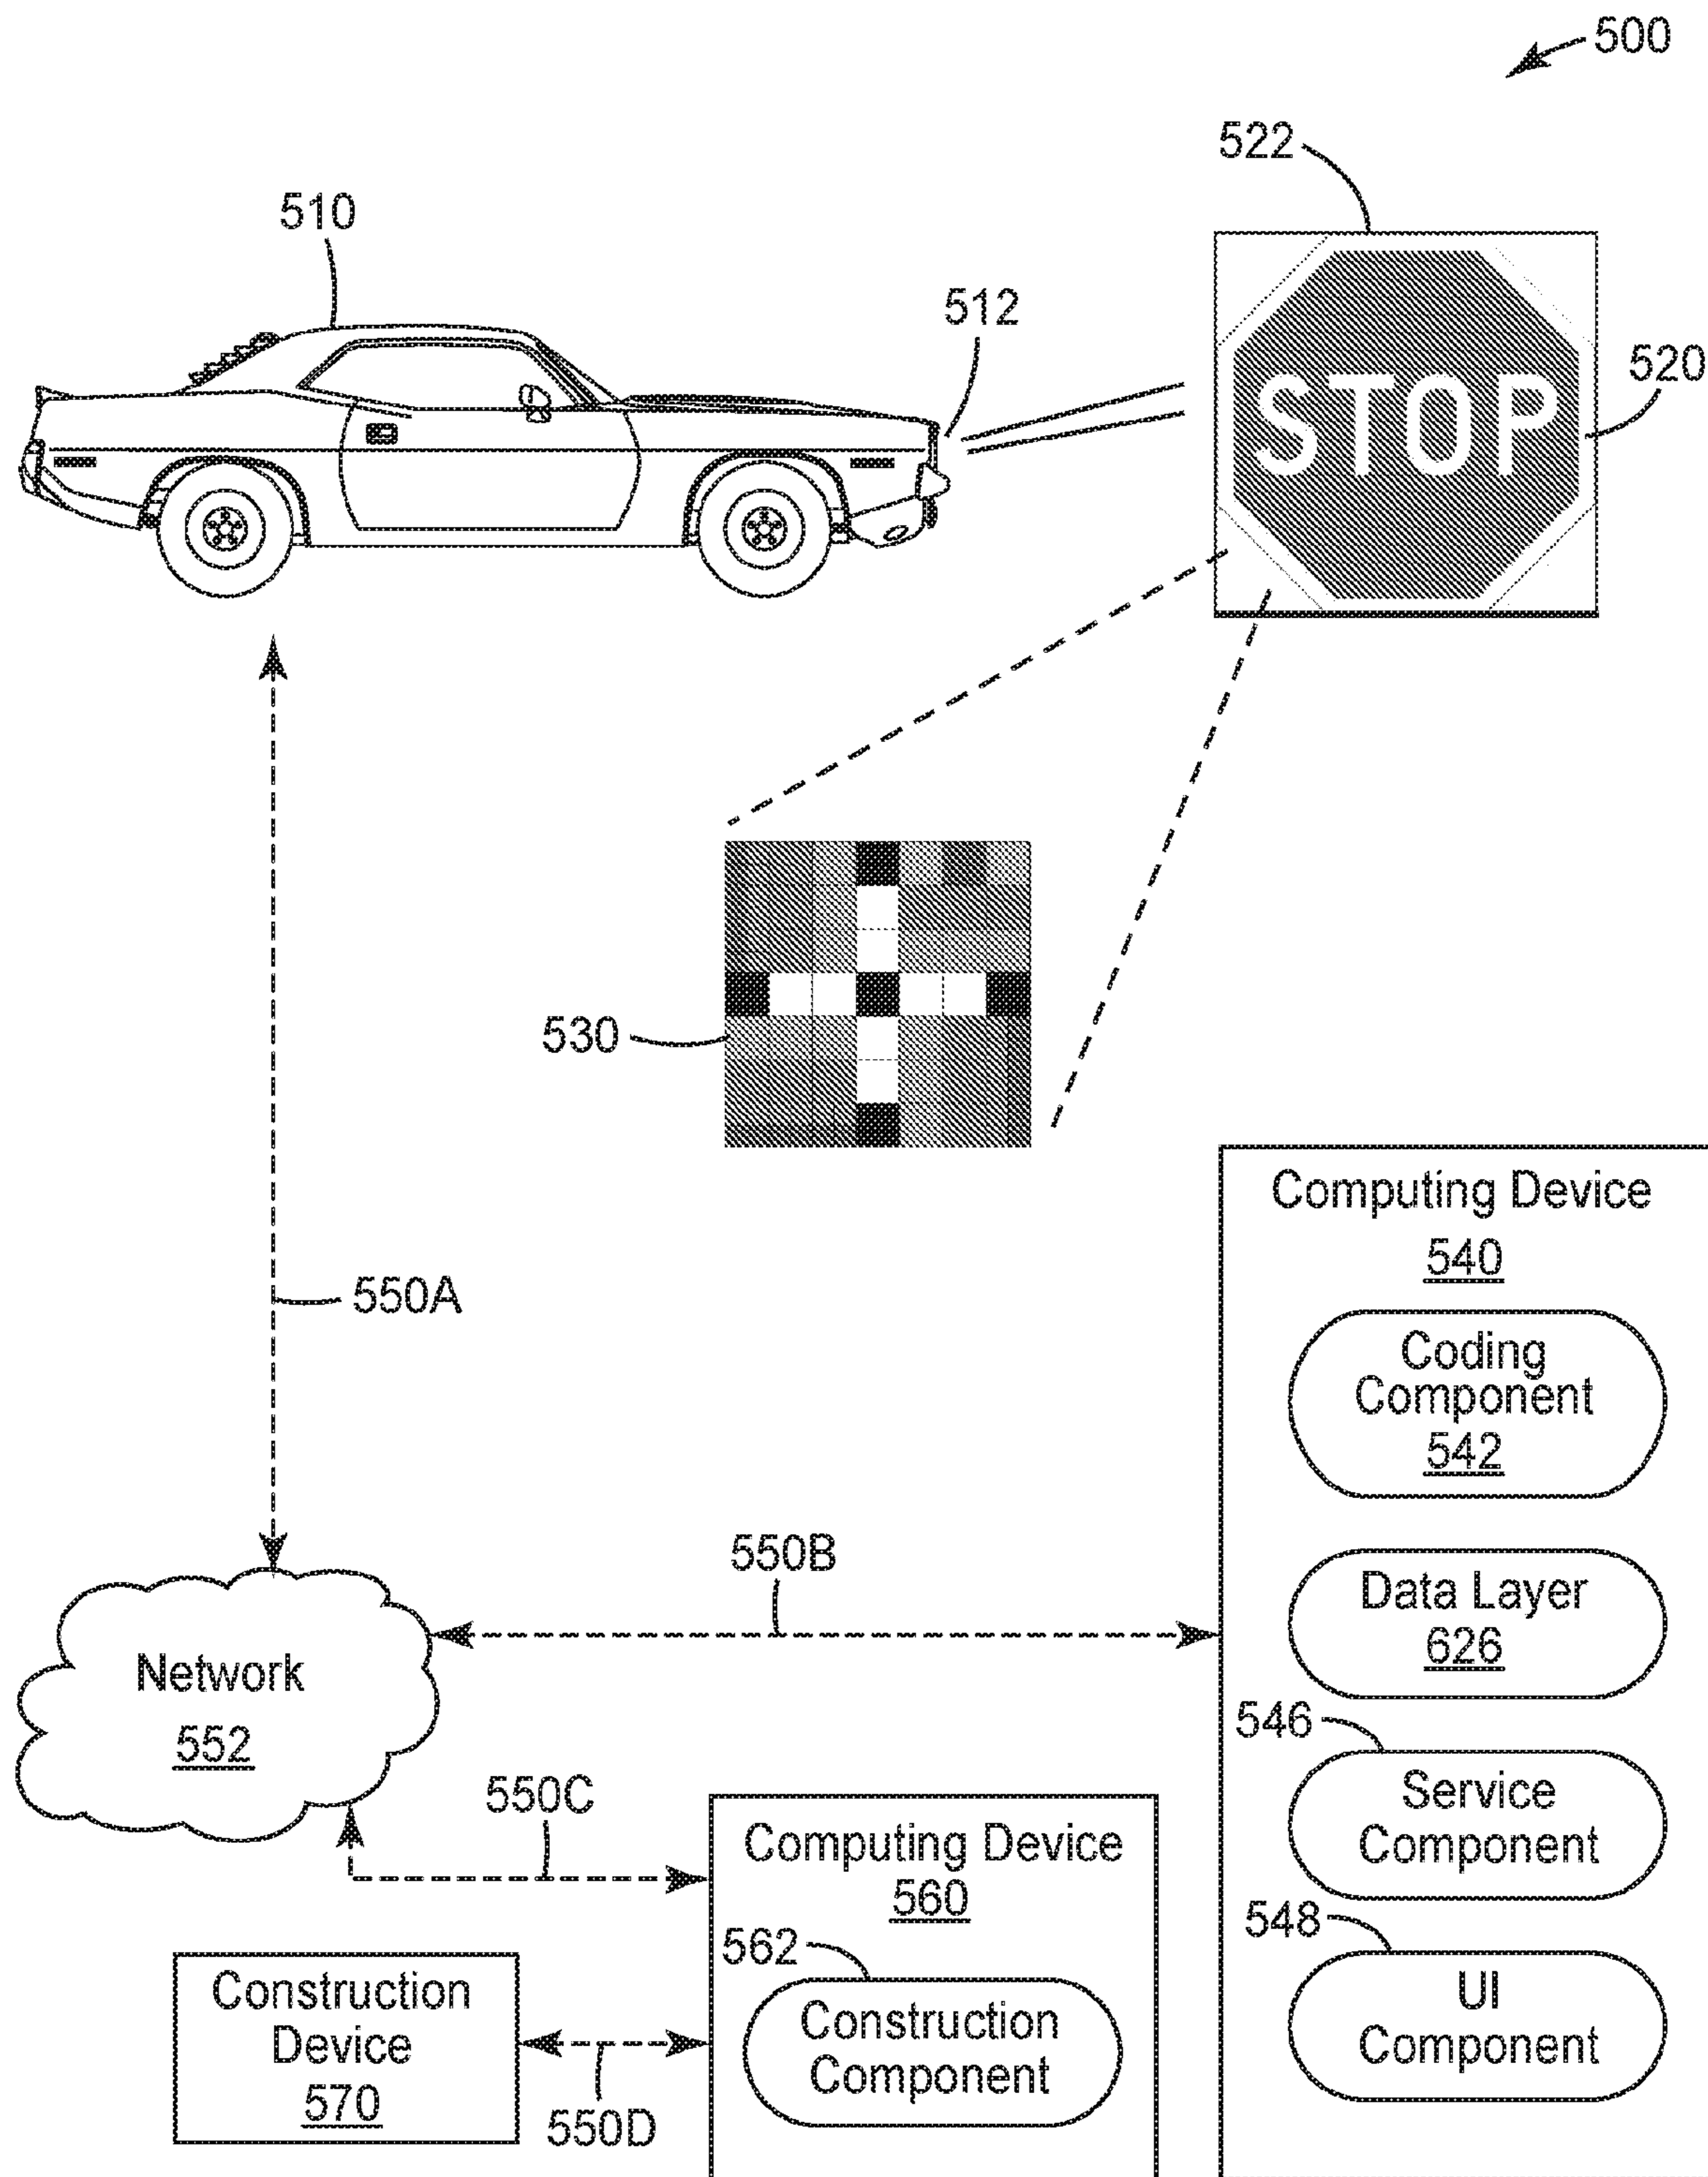 500
522
510
512
520
STOP
530
Computing Device
540
550A
Coding
Component
542
550B
Data Layer
626
Network
552
546
Service
Component
550C
Computing Device
560
548
UI
Component
562
Construction
Component
Construction
Device
570
550D